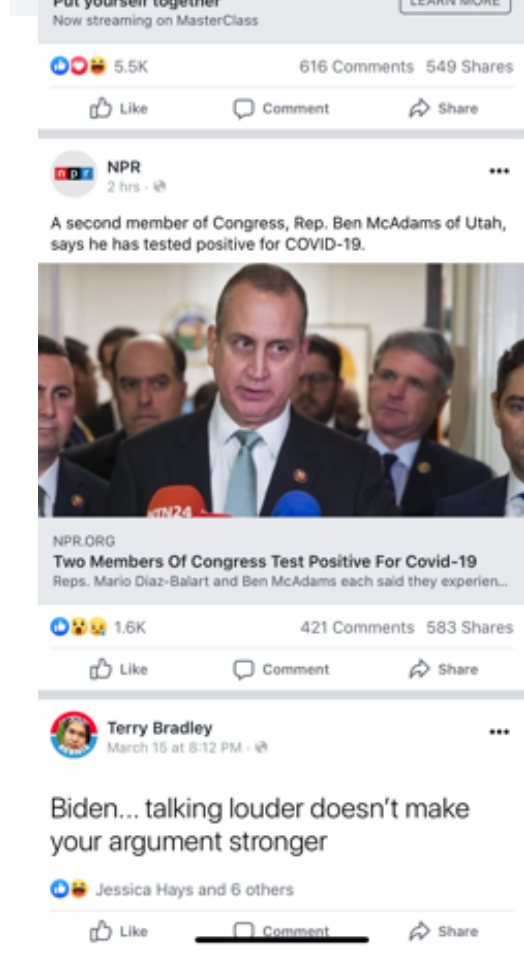 Put yourself together
LEARN MORE
Now streaming on MasterClass
5.5K
616 Comments 549 Shares
Like Comment Share
npr
NPR
2 hrs ·
A second member of Congress, Rep. Ben McAdams of Utah,
says he has tested positive for COVID-19.
NTN24
NPR.ORG
Two Members Of Congress Test Positive For Covid-19
Reps. Mario Diaz-Balart and Ben McAdams each said they experien...
1.6K
421 Comments 583 Shares
Like Comment Share
Terry Bradley
March 15 at 8:12 PM ·
Biden... talking louder doesn't make
your argument stronger
Jessica Hays and 6 others
Like Comment Share